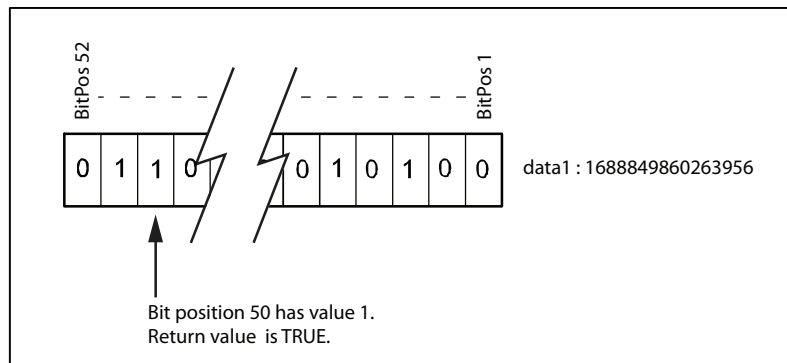 BitPos 52
BitPos 1
0 1 1 0 0 1 0 1 0 0 data1 : 1688849860263956
Bit position 50 has value 1.
Return value is TRUE.